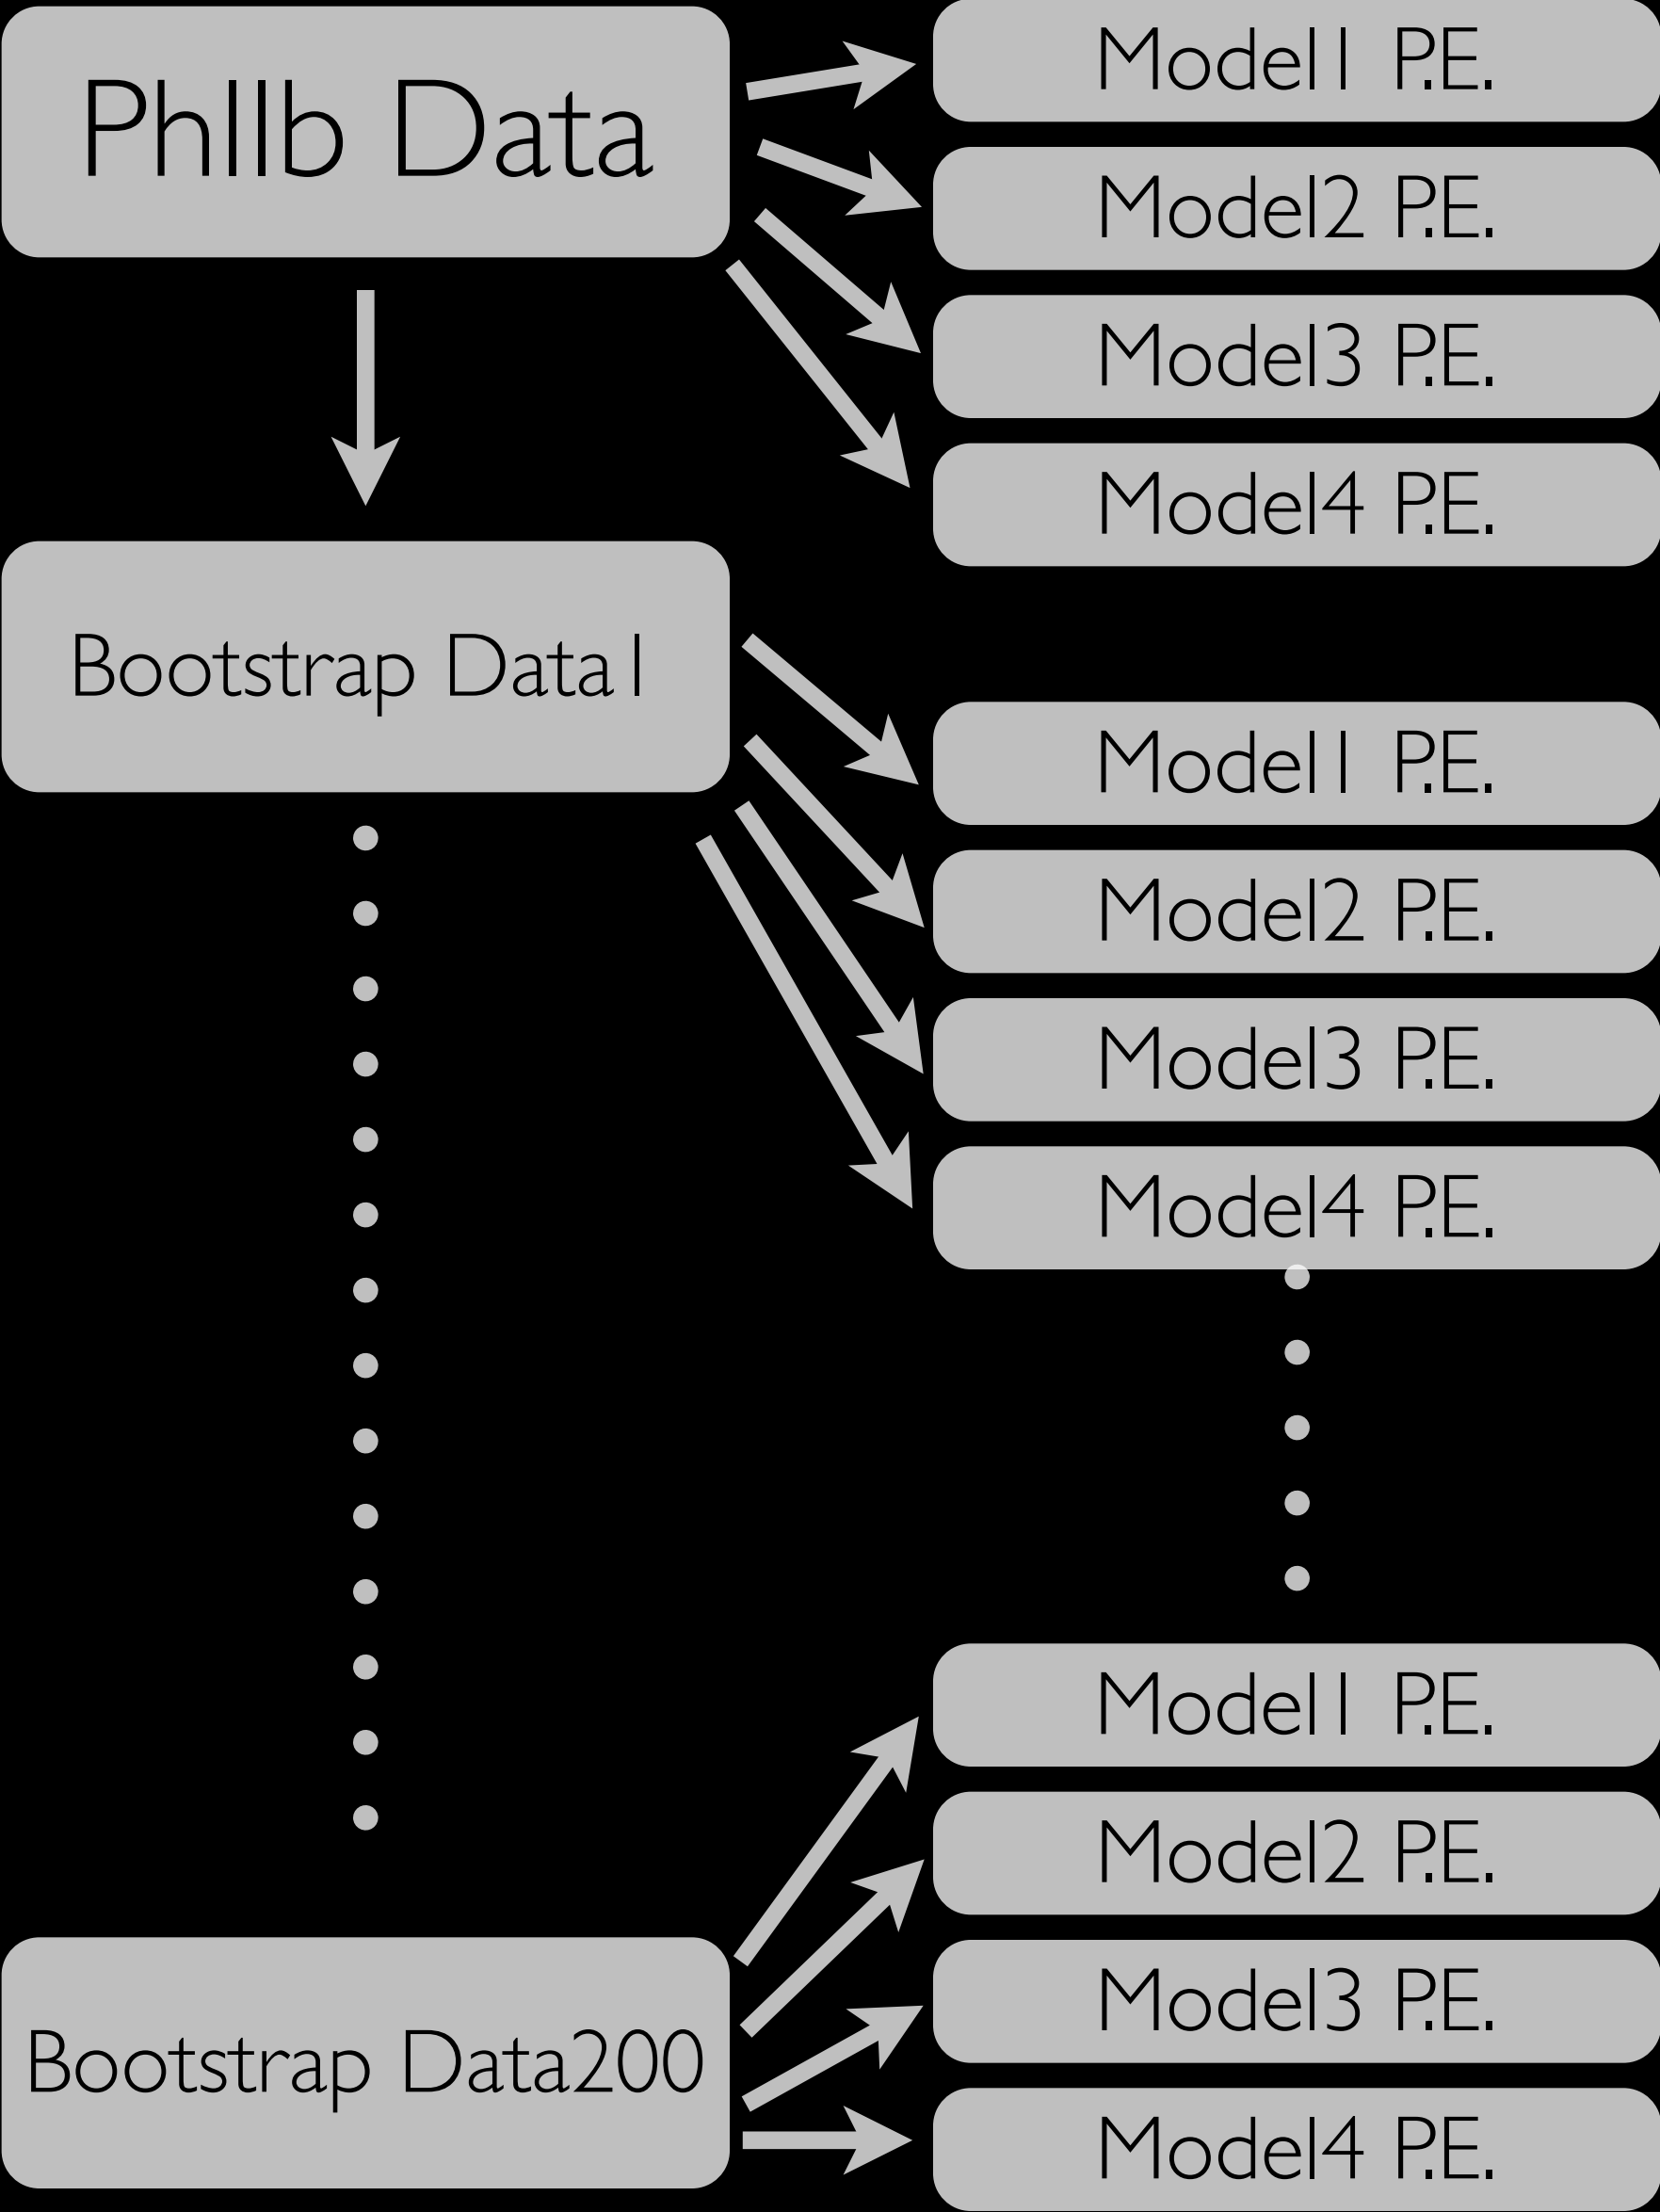 PhIIb Data
Model1 P.E.
Model2 P.E.
Model3 P.E.
Model4 P.E.
Bootstrap Data1
Model1 P.E.
Model2 P.E.
Model3 P.E.
Model4 P.E.
Bootstrap Data200
Model1 P.E.
Model2 P.E.
Model3 P.E.
Model4 P.E.